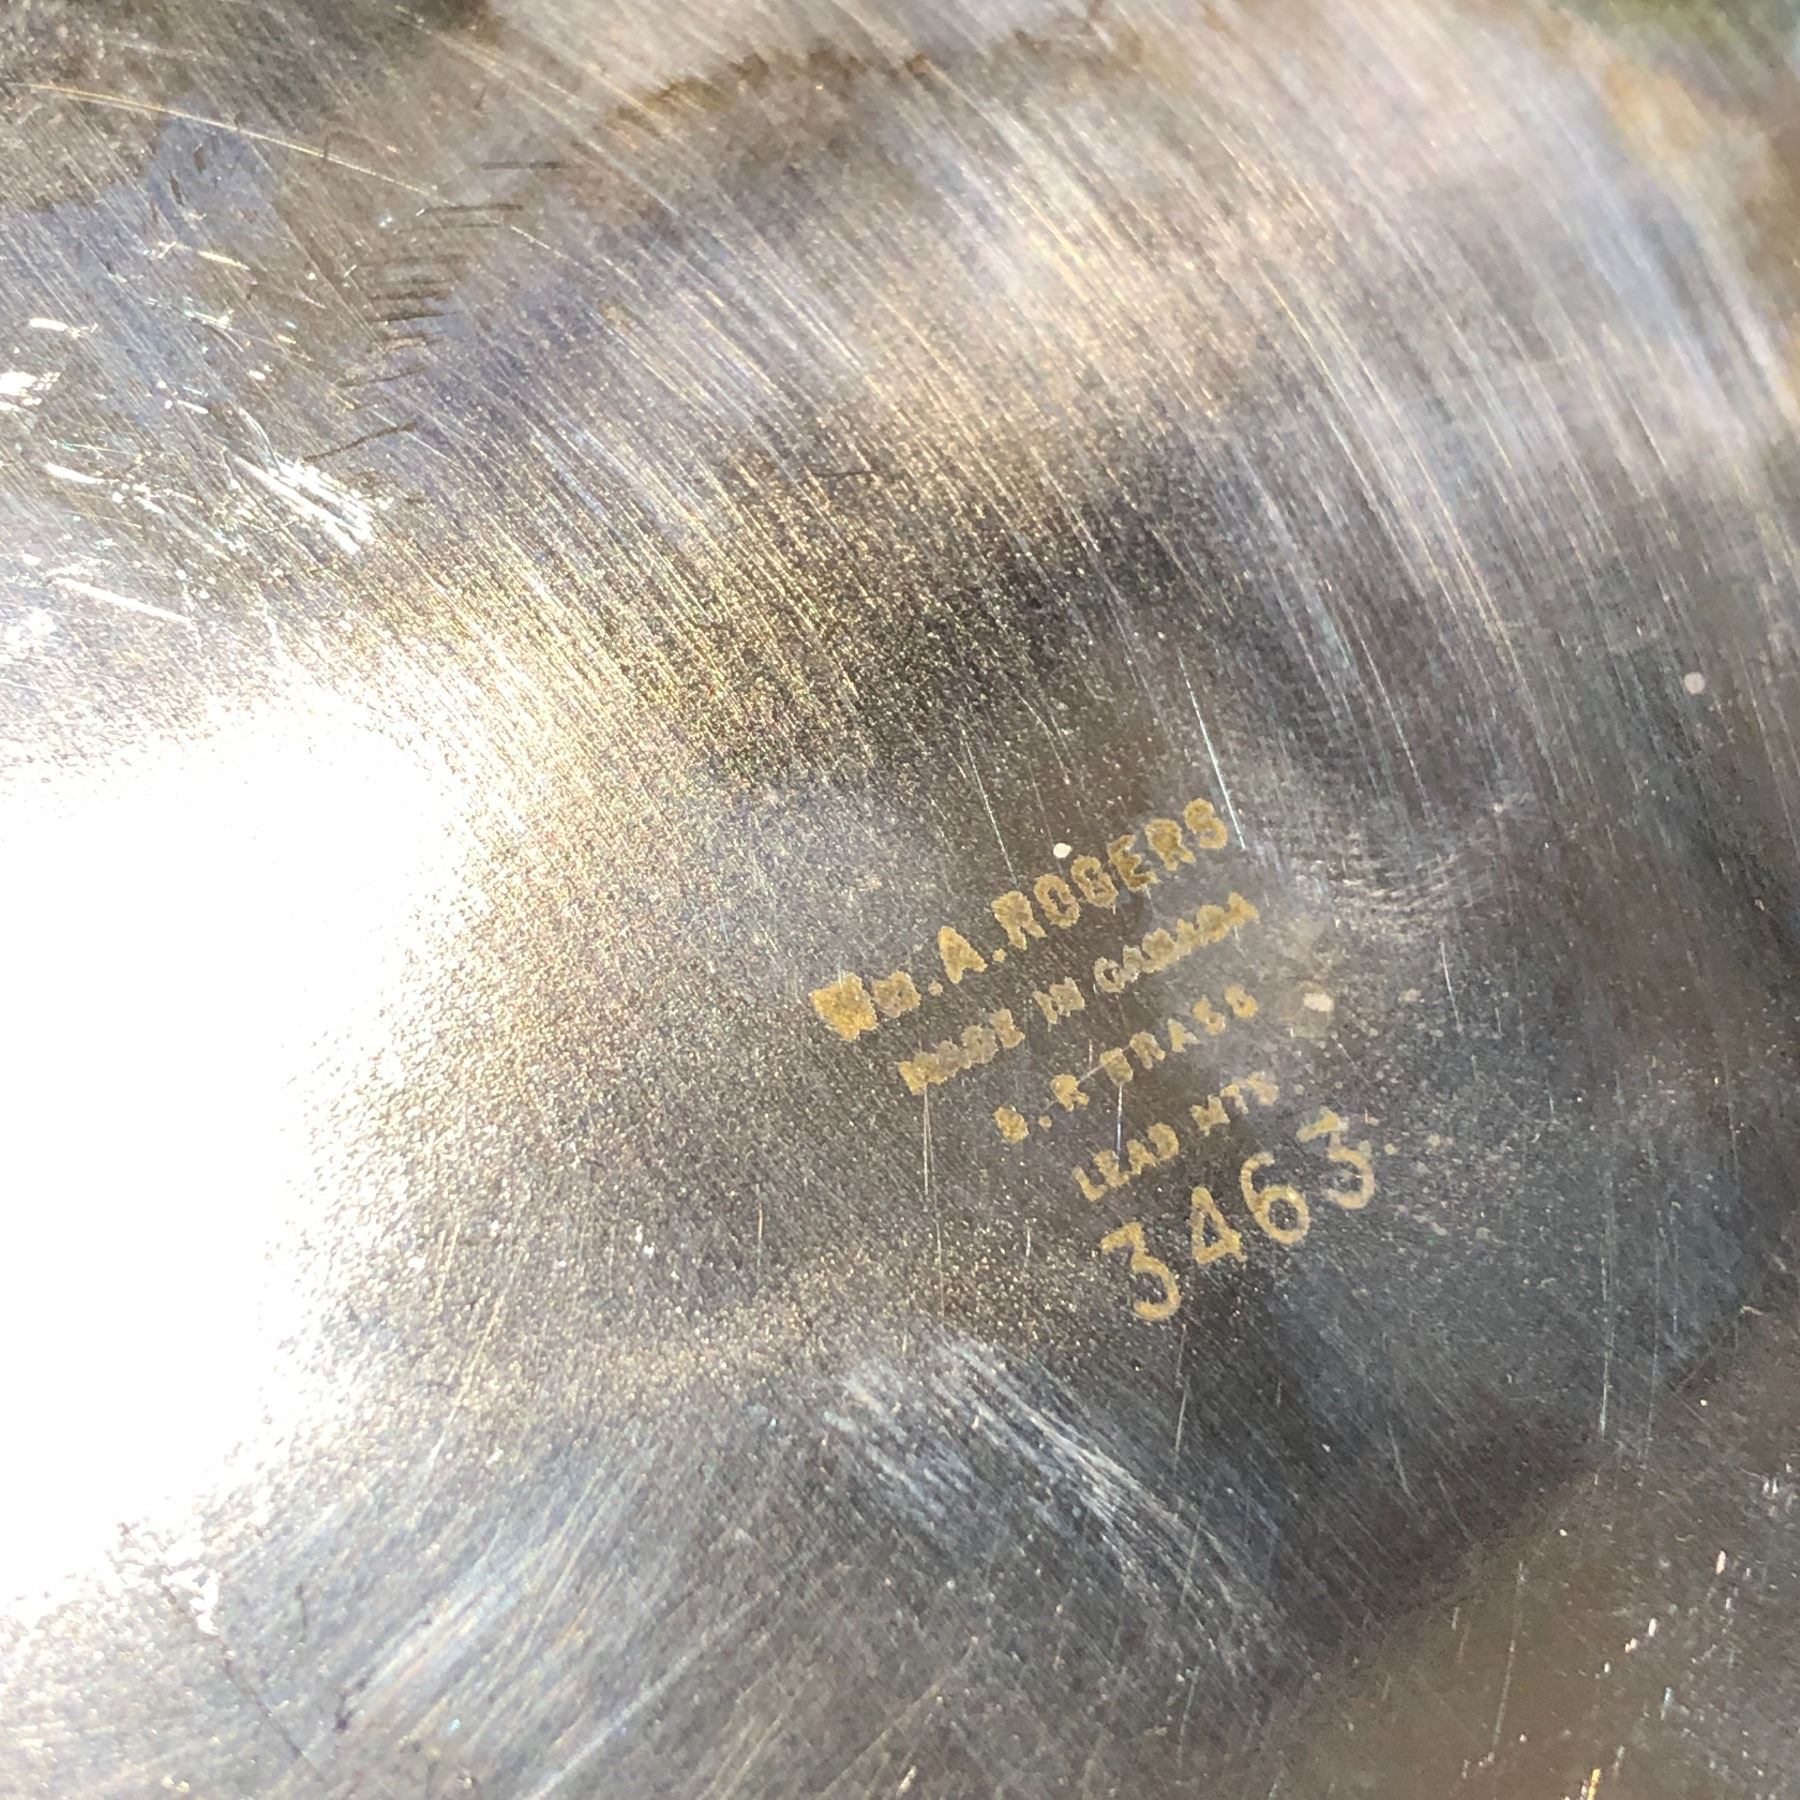 Wm.A.ROGERS
MADE IN CANADA
S.R BRASS
LEAD MTS
3463